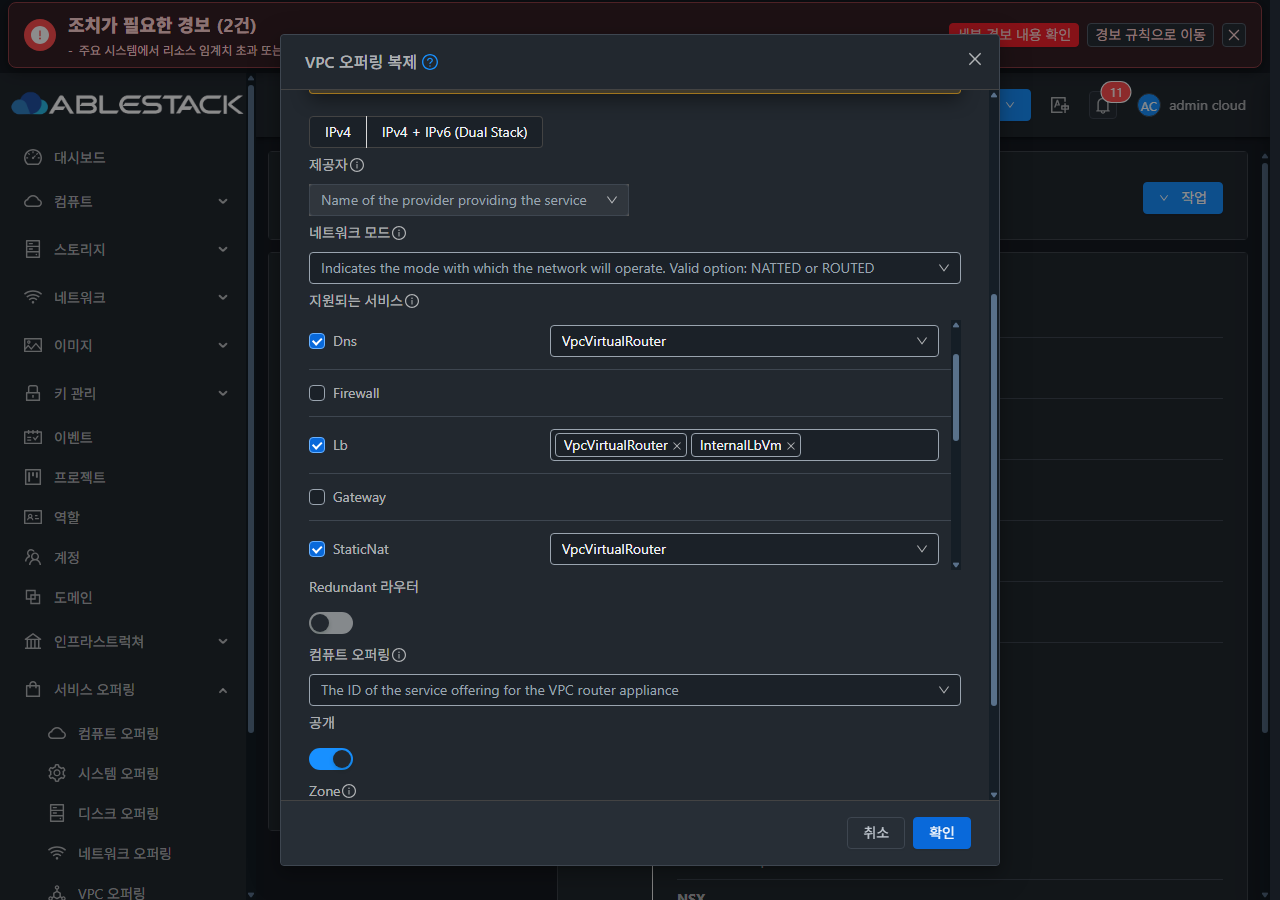 조치가 필요한 경보 (2건)
- 주요 시스템에서 리소스 임계치 초과 또는
세부 경보 내용 확인
경보 규칙으로 이동
ABLESTACK
11
AC
admin cloud
작업
대시보드
컴퓨트
스토리지
네트워크
이미지
키 관리
이벤트
프로젝트
역할
계정
도메인
인프라스트럭쳐
서비스 오퍼링
컴퓨트 오퍼링
시스템 오퍼링
디스크 오퍼링
네트워크 오퍼링
VPC 오퍼링
VPC 오퍼링 복제
IPv4
IPv4 + IPv6 (Dual Stack)
제공자
Name of the provider providing the service
네트워크 모드
Indicates the mode with which the network will operate. Valid option: NATTED or ROUTED
지원되는 서비스
Dns
VpcVirtualRouter
Firewall
Lb
VpcVirtualRouter
InternalLbVm
Gateway
StaticNat
VpcVirtualRouter
Redundant 라우터
컴퓨트 오퍼링
The ID of the service offering for the VPC router appliance
공개
Zone
취소
확인
NSX